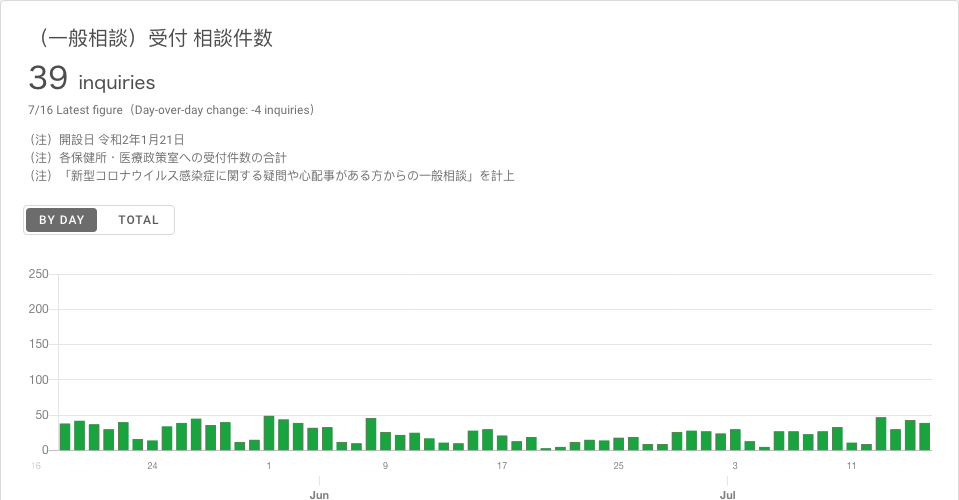 （一般相談）受付 相談件数
39 inquiries
7/16 Latest figure（Day-over-day change: -4 inquiries）
（注）開設日 令和2年1月21日
（注）各保健所・医療政策室への受付件数の合計
（注）「新型コロナウイルス感染症に関する疑問や心配事がある方からの一般相談」を計上
BY DAY TOTAL
250
200
150
100
50
0
16 24 1 9 17 25 3 11
Jun Jul